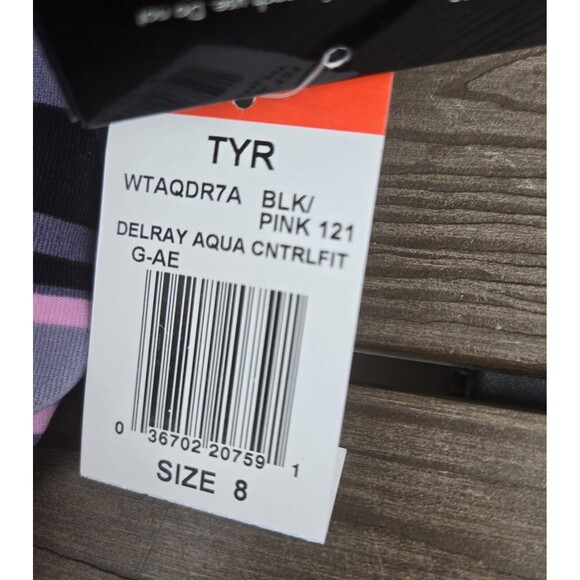 TYR
WTAQDR7A BLK/
PINK 121
DELRAY AQUA CNTRLFIT
G-AE
0 36702 20759 1
SIZE 8